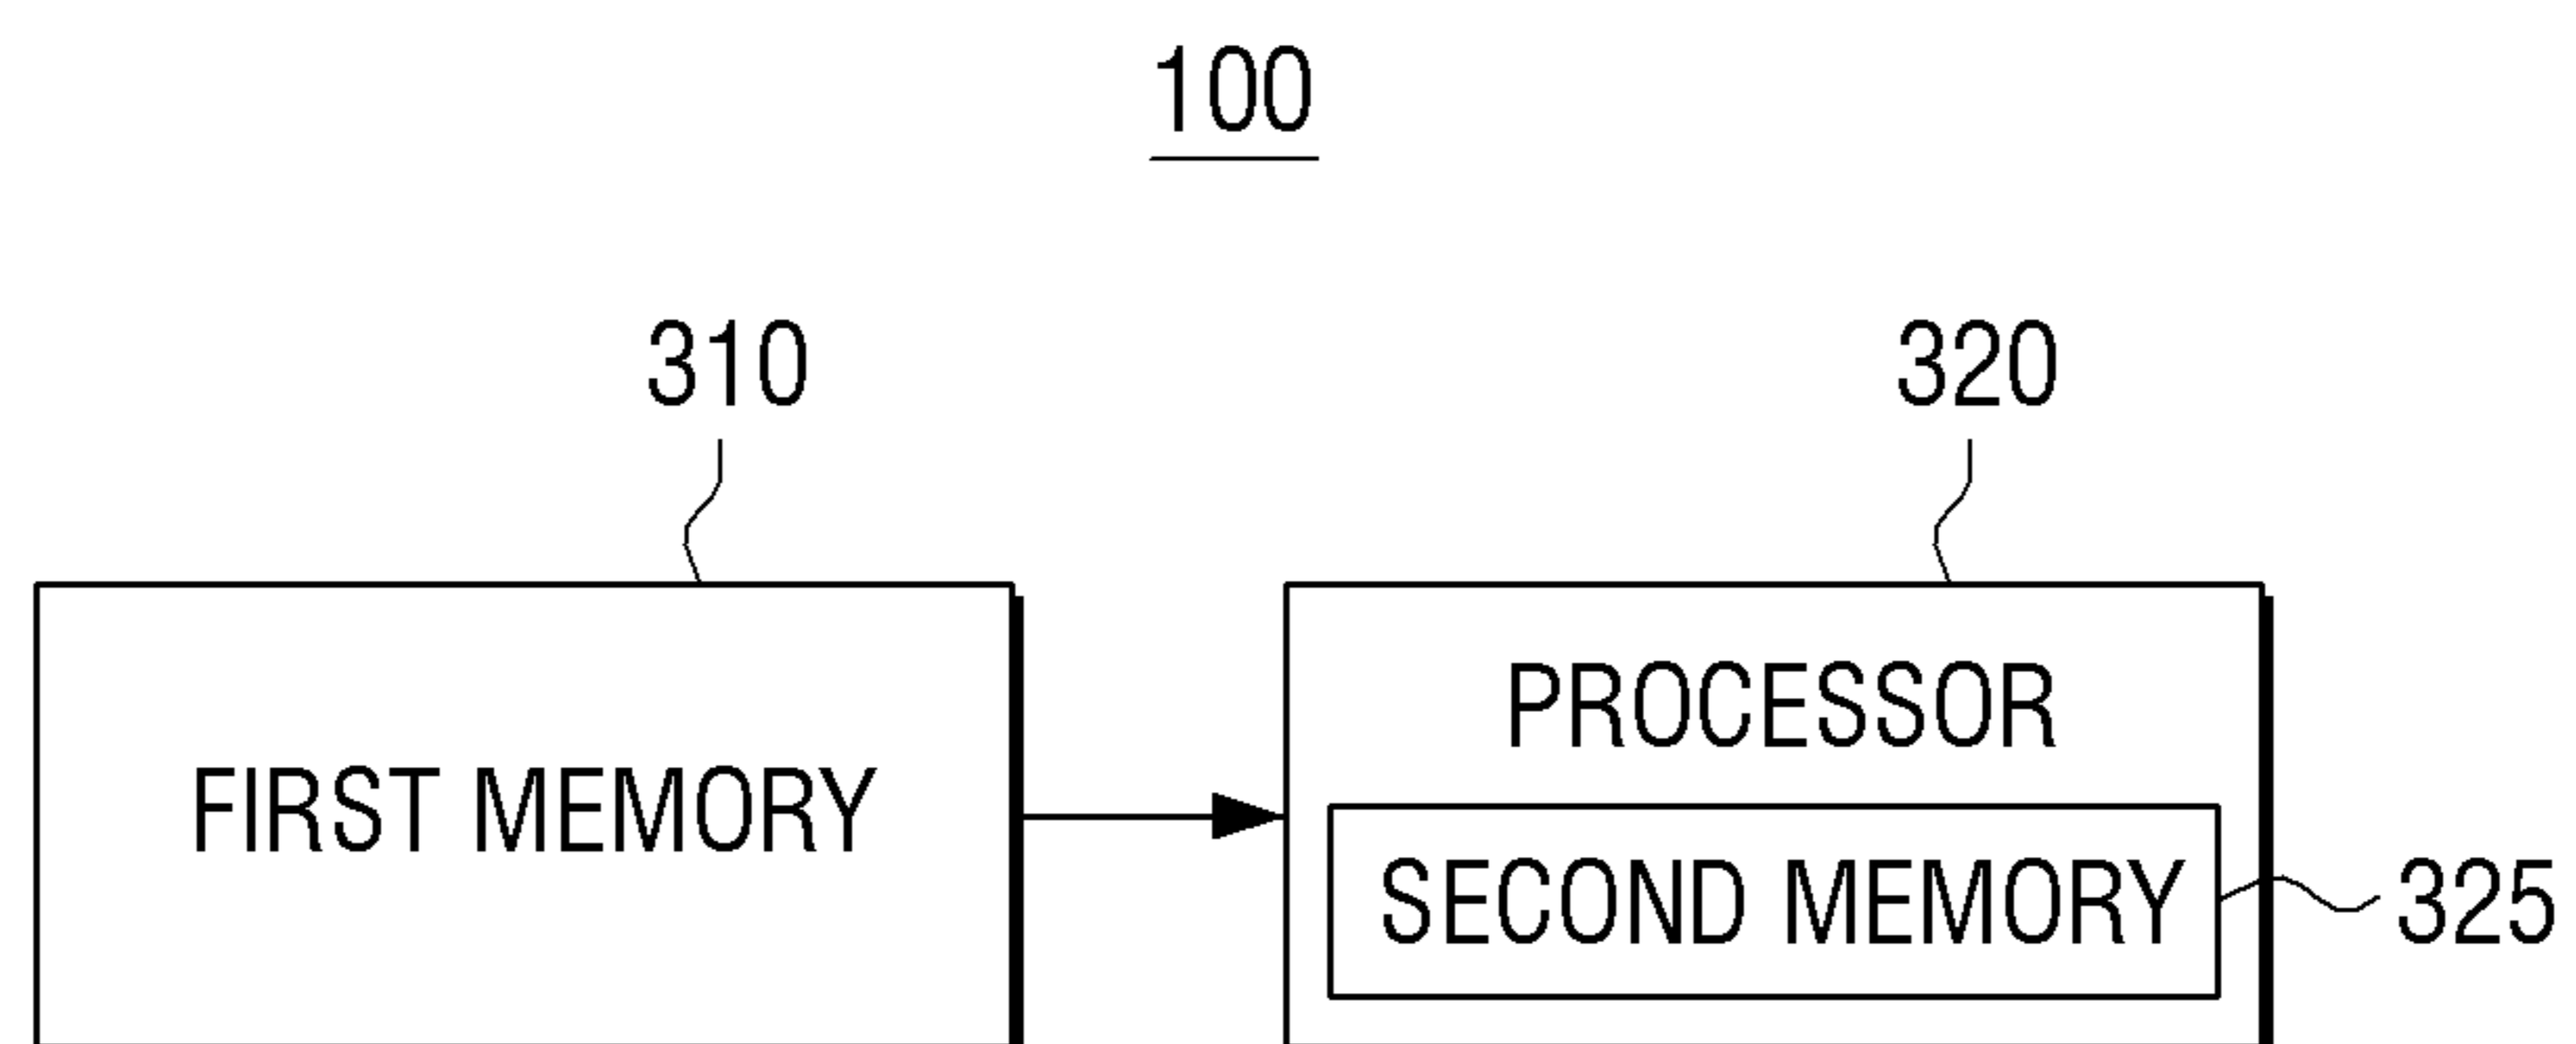 100
310
320
PROCESSOR
FIRST MEMORY
SECOND MEMORY
325